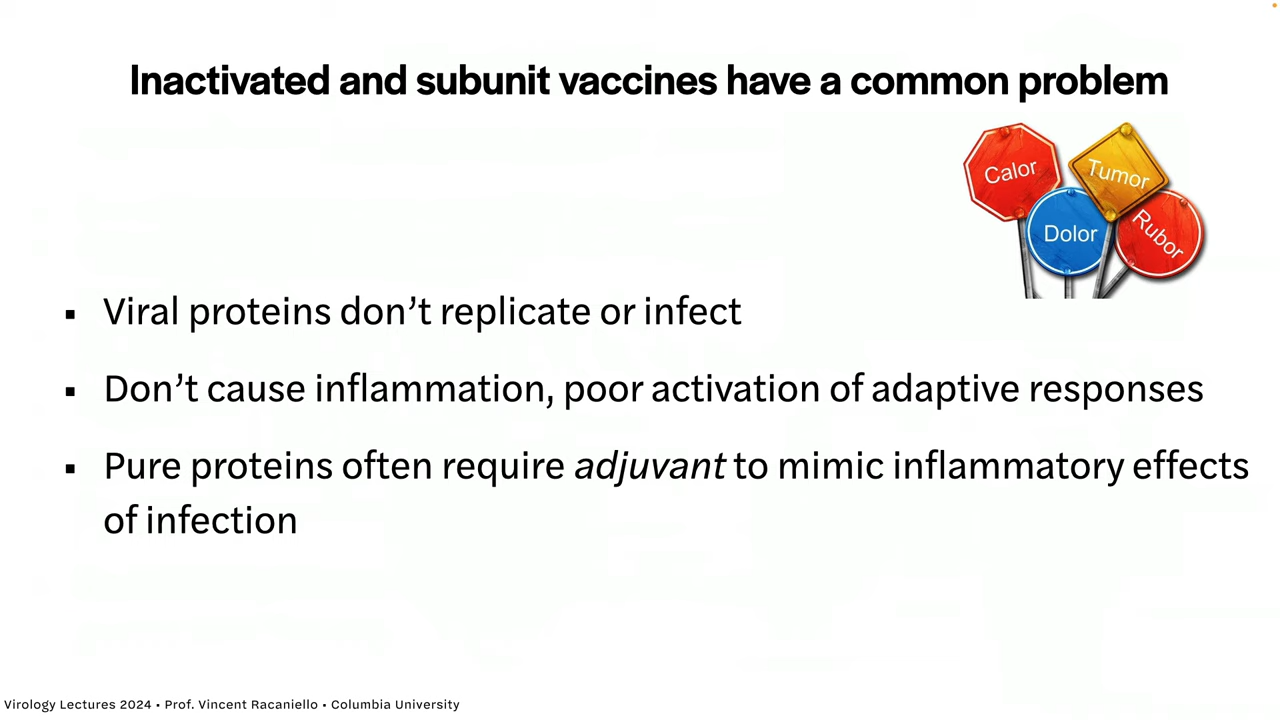 Inactivated and subunit vaccines have a common problem
Calor
Tumor
Dolor
Rubor
▪ Viral proteins don’t replicate or infect
▪ Don’t cause inflammation, poor activation of adaptive responses
▪ Pure proteins often require adjuvant to mimic inflammatory effects
of infection
Virology Lectures 2024 • Prof. Vincent Racaniello • Columbia University